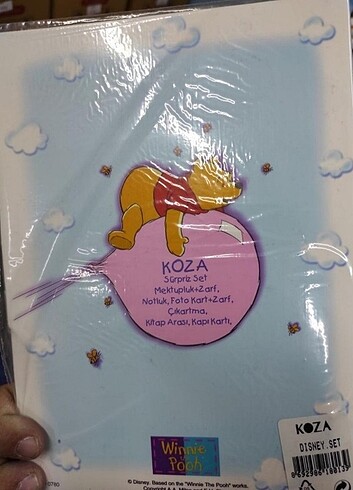 KOZA
Sürpriz Set
Mektupluk+Zarf,
Notluk, Foto Kart+Zarf,
Çıkartma,
Kitap Arası, Kapı Kartı,
Winnie
the
Pooh
KOZA
DISNEY.SET
0780
© Disney. Based on the "Winnie The Pooh" works.